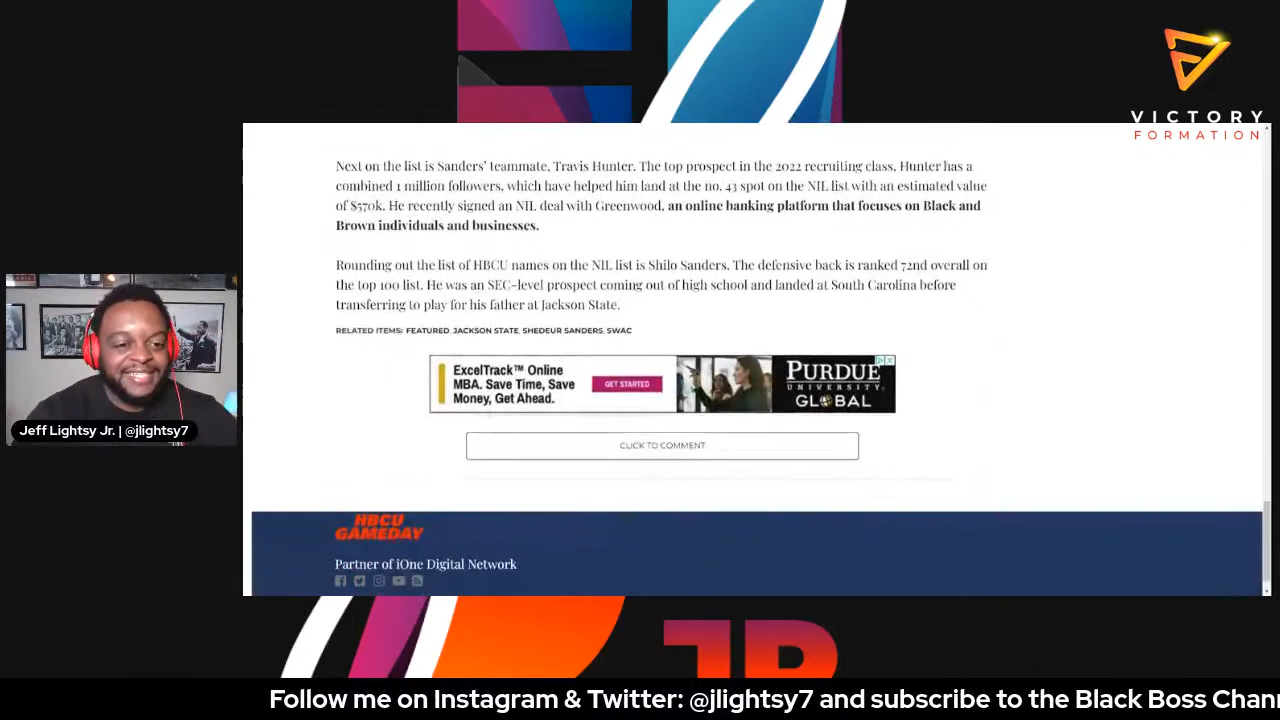 VICTORY
FORMATION
Next on the list is Sanders' teammate, Travis Hunter. The top prospect in the 2022 recruiting class, Hunter has a
combined 1 million followers, which have helped him land at the no. 43 spot on the NIL list with an estimated value
of $570k. He recently signed an NIL deal with Greenwood, an online banking platform that focuses on Black and
Brown individuals and businesses.
Rounding out the list of HBCU names on the NIL list is Shilo Sanders. The defensive back is ranked 72nd overall on
the top 100 list. He was an SEC-level prospect coming out of high school and landed at South Carolina before
transferring to play for his father at Jackson State.
RELATED ITEMS: FEATURED, JACKSON STATE, SHEDEUR SANDERS, SWAC
ExcelTrack™ Online
MBA. Save Time, Save
Money, Get Ahead.
GET STARTED
PURDUE
UNIVERSITY
GLOBAL
CLICK TO COMMENT
HBCU
GAMEDAY
Partner of iOne Digital Network
Jeff Lightsy Jr. | @jlightsy7
JR
Follow me on Instagram & Twitter: @jlightsy7 and subscribe to the Black Boss Chan